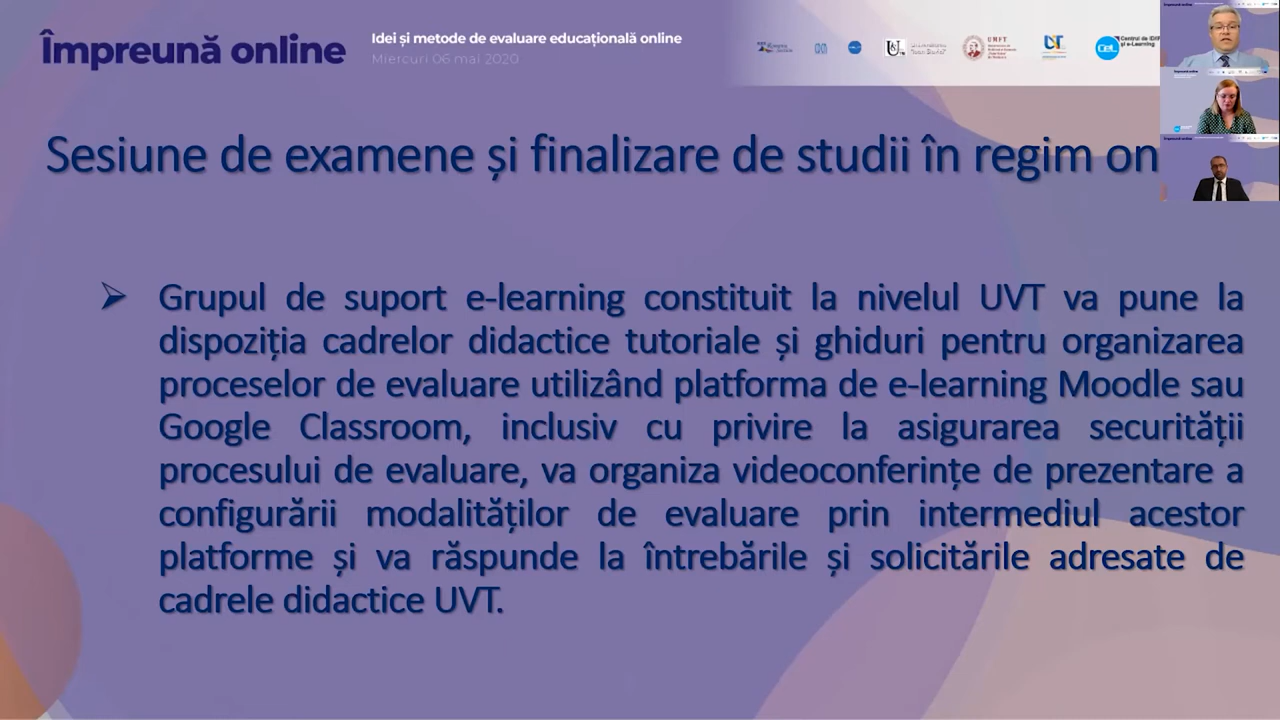 Împreună online
Idei și metode de evaluare educațională online
Miercuri 06 mai 2020
Sesiune de examene și finalizare de studii în regim on
Grupul de suport e-learning constituit la nivelul UVT va pune la
dispoziția cadrelor didactice tutoriale și ghiduri pentru organizarea
proceselor de evaluare utilizând platforma de e-learning Moodle sau
Google Classroom, inclusiv cu privire la asigurarea securității
procesului de evaluare, va organiza videoconferințe de prezentare a
configurării modalităților de evaluare prin intermediul acestor
platforme și va răspunde la întrebările și solicitările adresate de
cadrele didactice UVT.